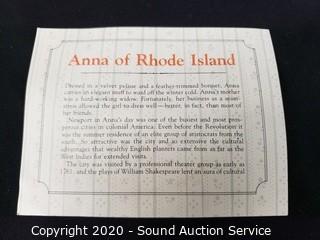 Anna of Rhode Island
Dressed in a velvet pelisse and a feather-trimmed bonnet, Anna
carries an elegant muff to ward off the winter cold. Anna's mother
was a hard-working widow. Fortunately, her business as a seam-
stress allowed the girl to dress well—better, in fact, than most of
her friends.
Newport in Anna's day was one of the busiest and most pros-
perous cities in colonial America. Even before the Revolution it
was the summer residence of an elite group of aristocrats from the
south. So attractive was the city and so extensive the cultural
advantages that wealthy English planters came from as far as the
West Indies for extended visits.
The city was visited by a professional theater group as early as
1761, and the plays of William Shakespeare lent an aura of cultural
Copyright 2020 - Sound Auction Service